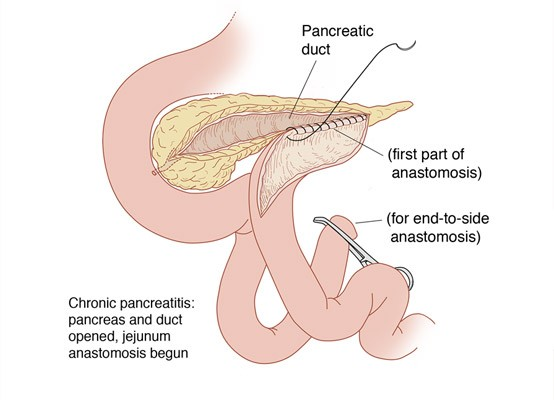 Pancreatic
duct
(first part of
anastomosis)
(for end-to-side
anastomosis)
Chronic pancreatitis:
pancreas and duct
opened, jejunum
anastomosis begun